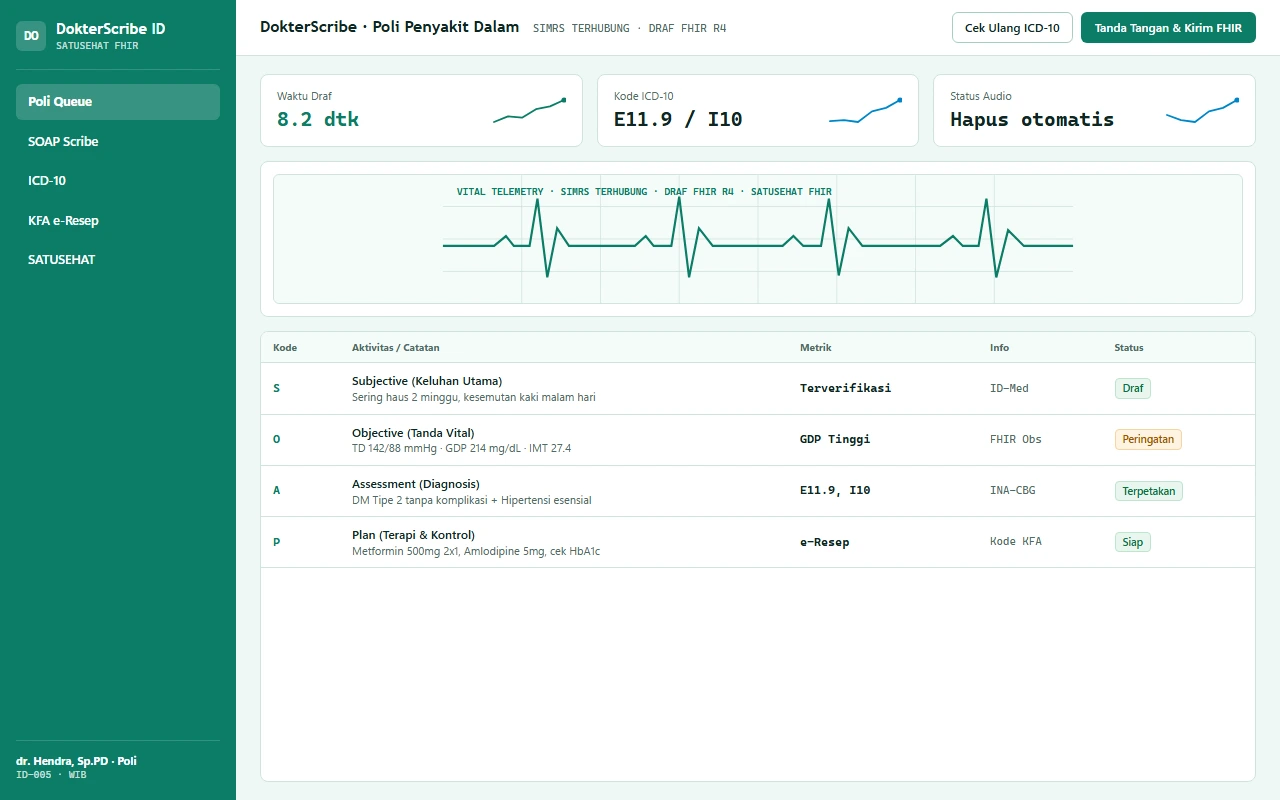 DO
DokterScribe ID
SATUSEHAT FHIR
Poli Queue
SOAP Scribe
ICD-10
KFA e-Resep
SATUSEHAT
dr. Hendra, Sp.PD · Poli
ID-005 · WIB
DokterScribe · Poli Penyakit Dalam
SIMRS TERHUBUNG · DRAF FHIR R4
Cek Ulang ICD-10
Tanda Tangan & Kirim FHIR
Waktu Draf
8.2 dtk
Kode ICD-10
E11.9 / I10
Status Audio
Hapus otomatis
VITAL TELEMETRY · SIMRS TERHUBUNG · DRAF FHIR R4 · SATUSEHAT FHIR
Kode Aktivitas / Catatan Metrik Info Status
S Subjective (Keluhan Utama) Terverifikasi ID-Med Draf
Sering haus 2 minggu, kesemutan kaki malam hari
O Objective (Tanda Vital) GDP Tinggi FHIR Obs Peringatan
TD 142/88 mmHg · GDP 214 mg/dL · IMT 27.4
A Assessment (Diagnosis) E11.9, I10 INA-CBG Terpetakan
DM Tipe 2 tanpa komplikasi + Hipertensi esensial
P Plan (Terapi & Kontrol) e-Resep Kode KFA Siap
Metformin 500mg 2x1, Amlodipine 5mg, cek HbA1c